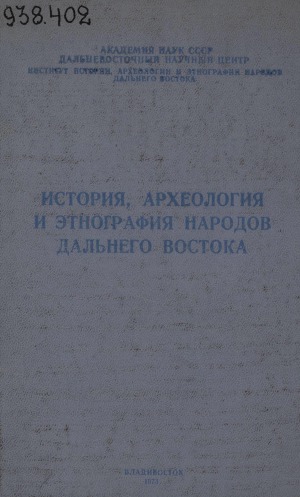 938.402
АКАДЕМИЯ НАУК СССР
ДАЛЬНЕВОСТОЧНЫЙ НАУЧНЫЙ ЦЕНТР
ИНСТИТУТ ИСТОРИИ, АРХЕОЛОГИИ И ЭТНОГРАФИИ НАРОДОВ
ДАЛЬНЕГО ВОСТОКА
ИСТОРИЯ, АРХЕОЛОГИЯ
И ЭТНОГРАФИЯ НАРОДОВ
ДАЛЬНЕГО ВОСТОКА
ВЛАДИВОСТОК